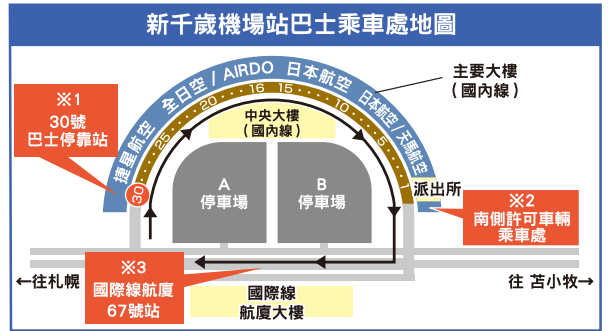 新千歲機場站巴士乘車處地圖
捷星航空 全日空/AIRDO 日本航空 日本航空/天馬航空
主要大樓
(國內線)
30 25 20 16 15 10 5 1
中央大樓
(國內線)
※1
30號
巴士停靠站
A
停車場
B
停車場
派出所
※2
南側許可車輛
乘車處
※3
國際線航廈
67號站
←往札幌
往 苫小牧→
國際線
航廈大樓